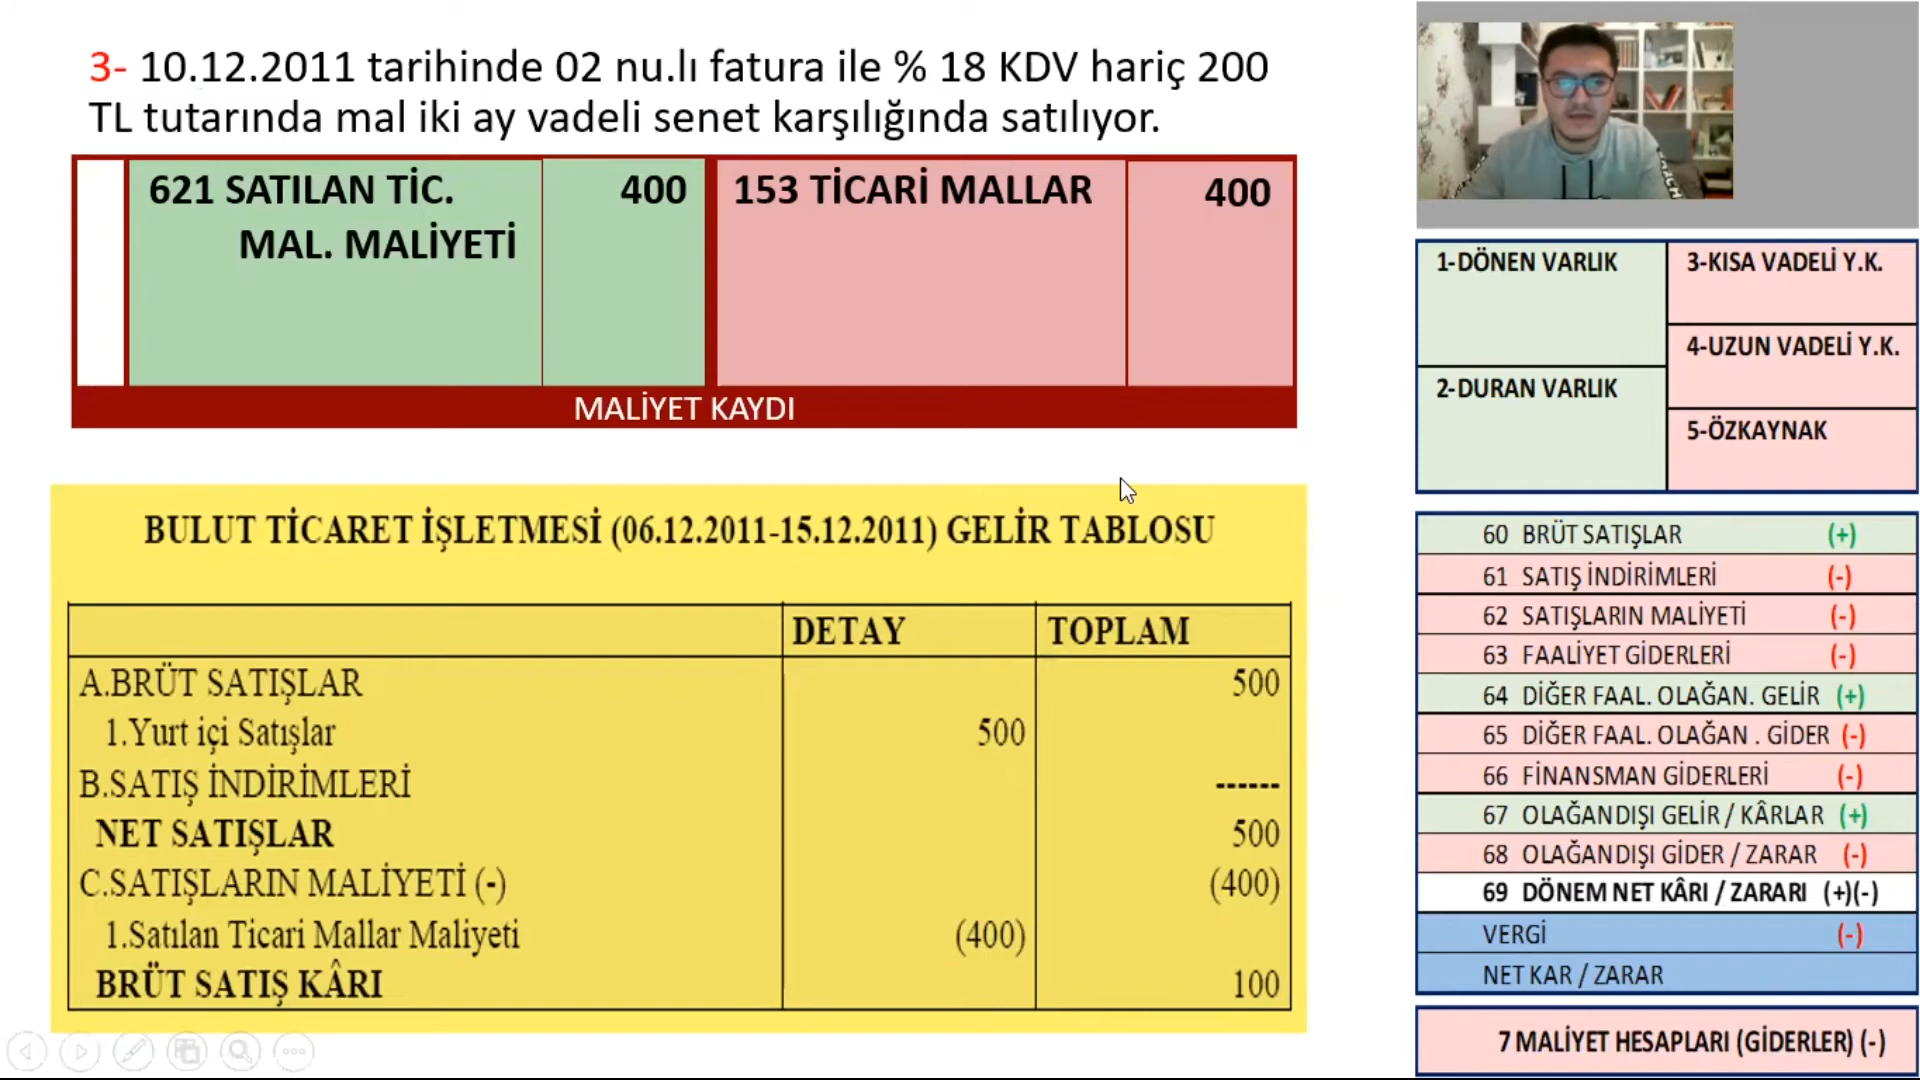 3- 10.12.2011 tarihinde 02 nu.lı fatura ile % 18 KDV hariç 200
TL tutarında mal iki ay vadeli senet karşılığında satılıyor.
621 SATILAN TİC. 400 153 TİCARİ MALLAR 400
MAL. MALİYETİ
MALİYET KAYDI
BULUT TİCARET İŞLETMESİ (06.12.2011-15.12.2011) GELİR TABLOSU
DETAY TOPLAM
A.BRÜT SATIŞLAR 500
1.Yurt içi Satışlar 500
B.SATIŞ İNDİRİMLERİ ------
NET SATIŞLAR 500
C.SATIŞLARIN MALİYETİ (-) (400)
1.Satılan Ticari Mallar Maliyeti (400)
BRÜT SATIŞ KÂRI 100
1-DÖNEN VARLIK 3-KISA VADELİ Y.K.
4-UZUN VADELİ Y.K.
2-DURAN VARLIK
5-ÖZKAYNAK
60 BRÜT SATIŞLAR (+)
61 SATIŞ İNDİRİMLERİ (-)
62 SATIŞLARIN MALİYETİ (-)
63 FAALİYET GİDERLERİ (-)
64 DİĞER FAAL. OLAĞAN. GELİR (+)
65 DİĞER FAAL. OLAĞAN . GİDER (-)
66 FİNANSMAN GİDERLERİ (-)
67 OLAĞANDIŞI GELİR / KÂRLAR (+)
68 OLAĞANDIŞI GİDER / ZARAR (-)
69 DÖNEM NET KÂRI / ZARARI (+)(-)
VERGİ (-)
NET KAR / ZARAR
7 MALİYET HESAPLARI (GİDERLER) (-)